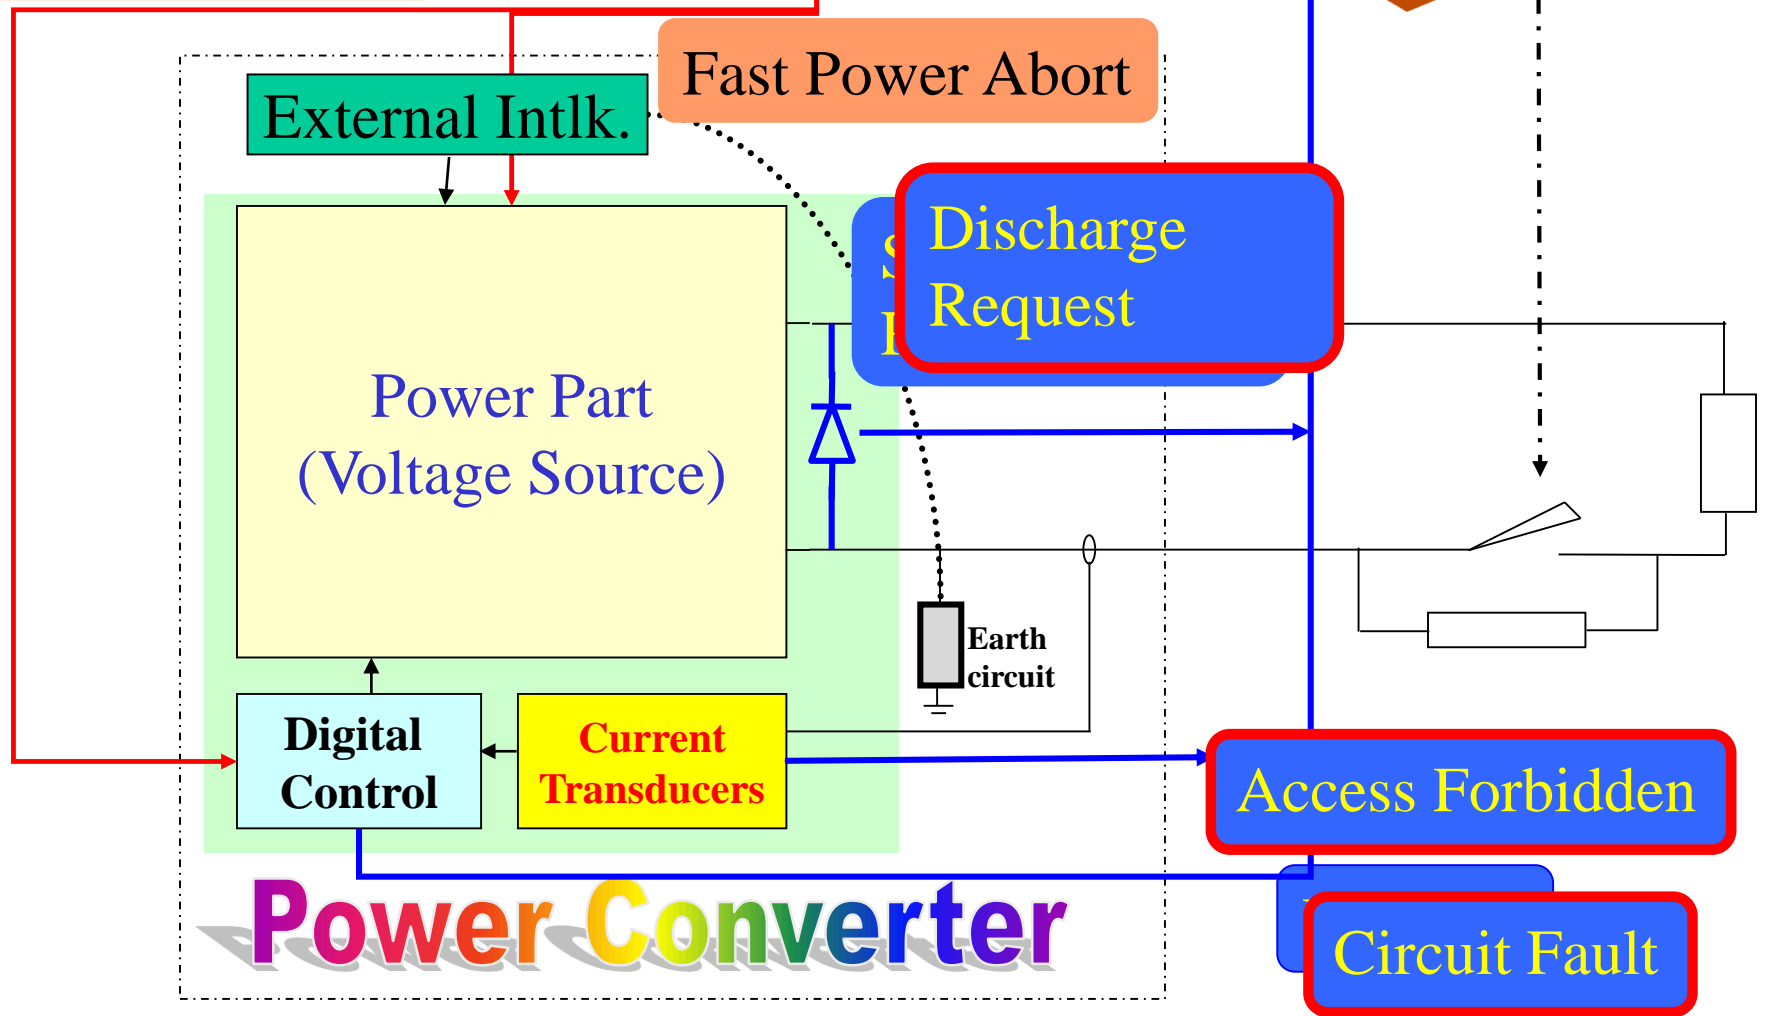 Fast Power Abort
External Intlk.
Discharge
Request
Power Part
(Voltage Source)
Earth
circuit
Digital
Control
Current
Transducers
Access Forbidden
Power Converter
Circuit Fault